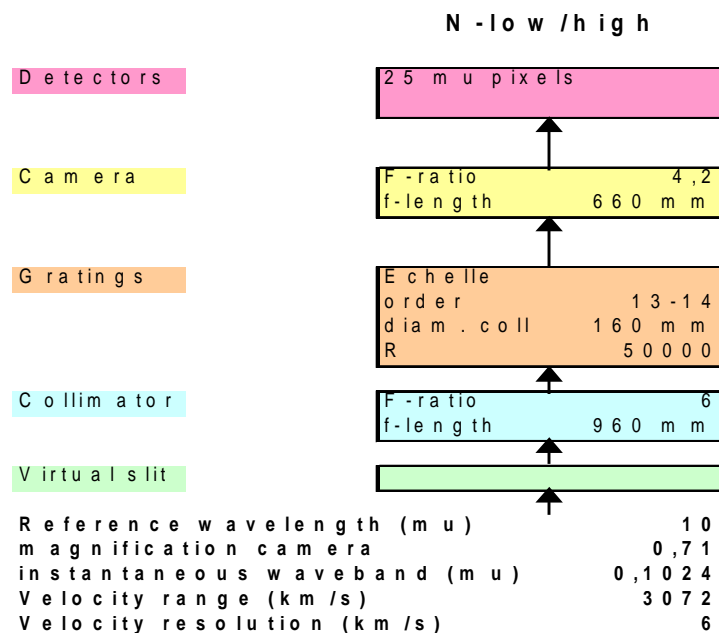 N-low/high
Detectors 25 mu pixels
Camera F-ratio 4,2
f-length 660 mm
Gratings Echelle
order 13-14
diam.coll 160 mm
R 50000
Collimator F-ratio 6
f-length 960 mm
Virtual slit
Reference wavelength (mu) 10
magnification camera 0,71
instantaneous waveband (mu) 0,1024
Velocity range (km/s) 3072
Velocity resolution (km/s) 6